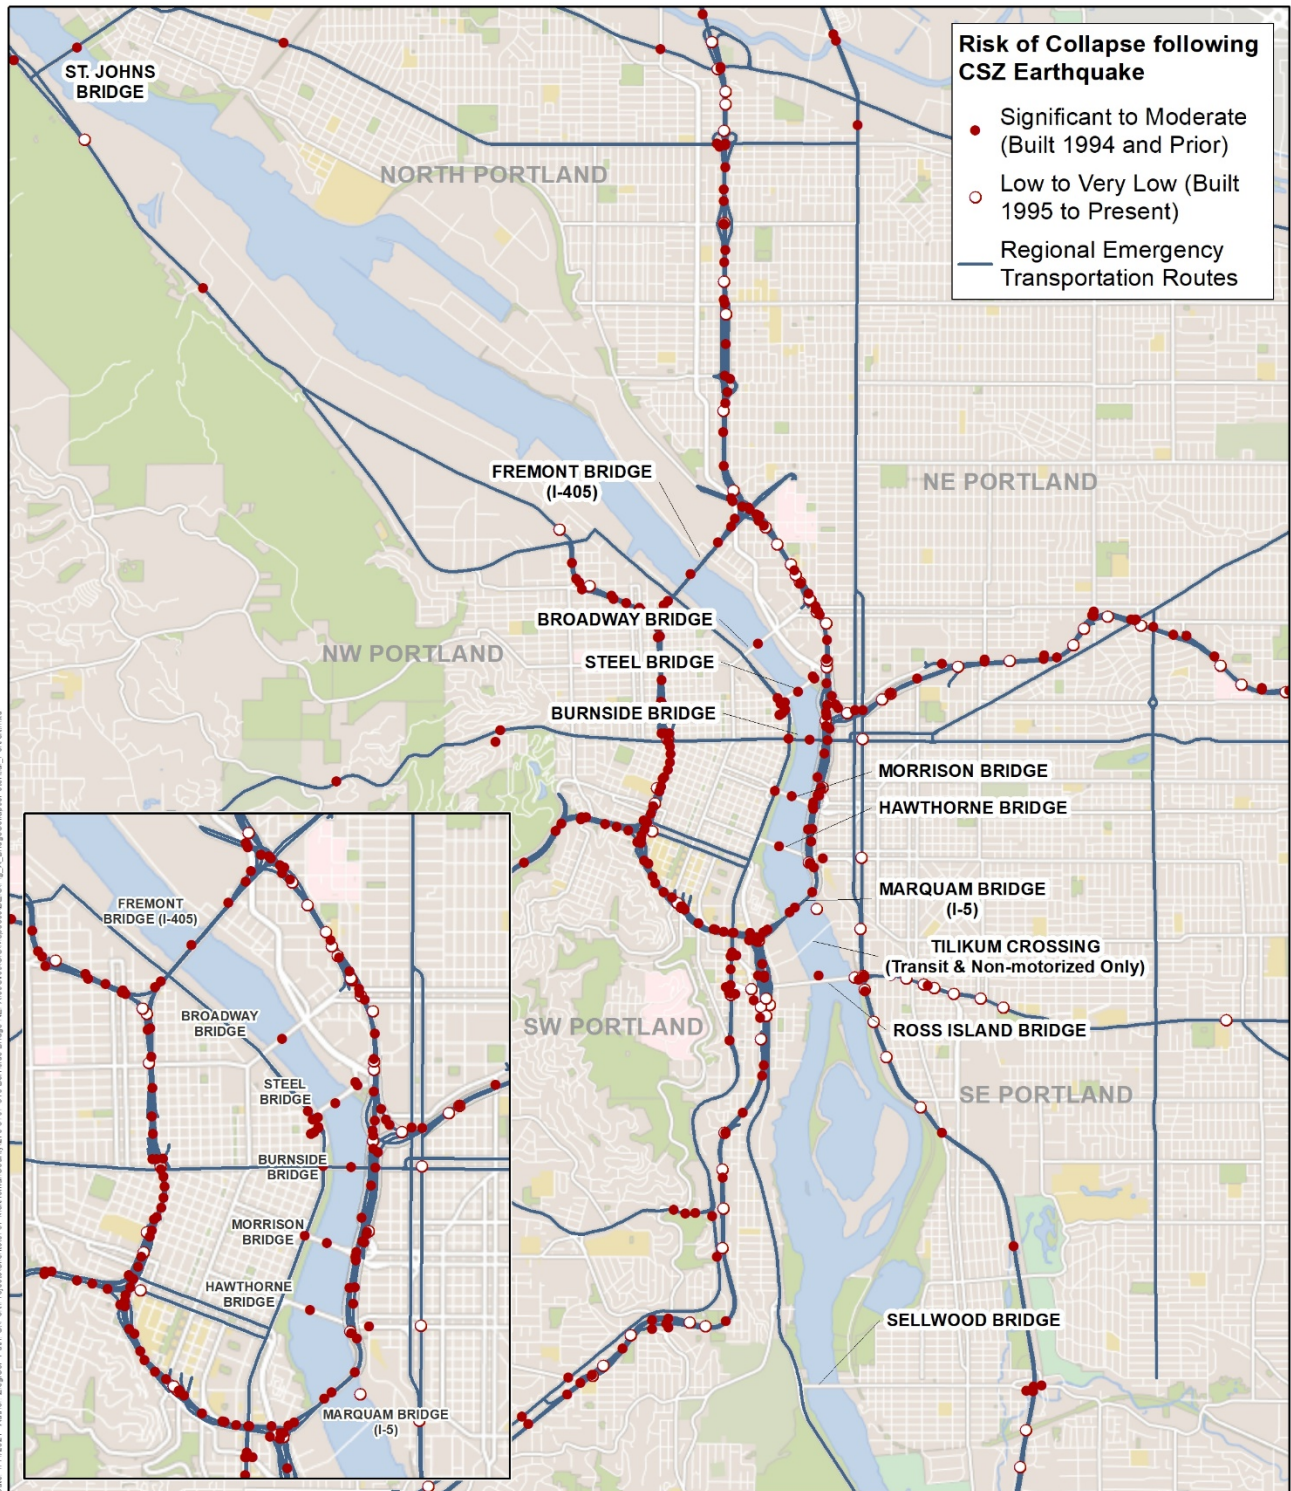 Risk of Collapse following
CSZ Earthquake
Significant to Moderate
(Built 1994 and Prior)
Low to Very Low (Built
1995 to Present)
Regional Emergency
Transportation Routes
ST. JOHNS
BRIDGE
NORTH PORTLAND
FREMONT BRIDGE
(I-405)
NE PORTLAND
BROADWAY BRIDGE
NW PORTLAND
STEEL BRIDGE
BURNSIDE BRIDGE
MORRISON BRIDGE
HAWTHORNE BRIDGE
MARQUAM BRIDGE
(I-5)
TILIKUM CROSSING
(Transit & Non-motorized Only)
SW PORTLAND
ROSS ISLAND BRIDGE
SE PORTLAND
SELLWOOD BRIDGE
FREMONT
BRIDGE (I-405)
BROADWAY
BRIDGE
STEEL
BRIDGE
BURNSIDE
BRIDGE
MORRISON
BRIDGE
HAWTHORNE
BRIDGE
MARQUAM BRIDGE
(I-5)